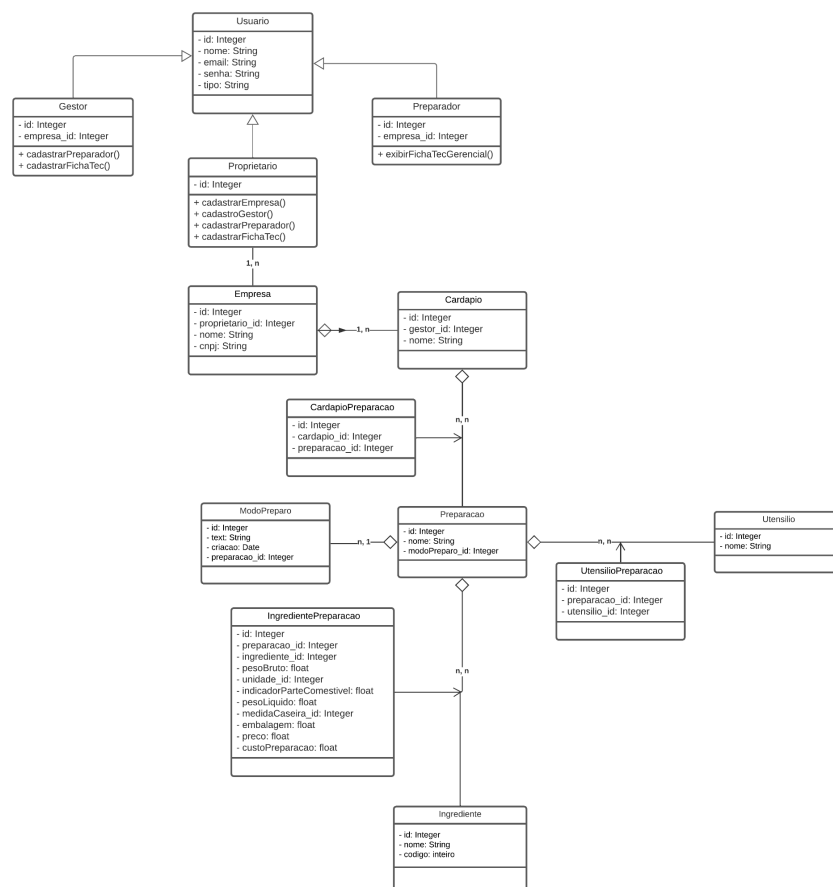 Usuario
- id: Integer
- nome: String
- email: String
- senha: String
- tipo: String
Gestor
- id: Integer
- empresa_id: Integer
+ cadastrarPreparador()
+ cadastrarFichaTec()
Preparador
- id: Integer
- empresa_id: Integer
+ exibirFichaTecGerencial()
Proprietario
- id: Integer
+ cadastrarEmpresa()
+ cadastroGestor()
+ cadastrarPreparador()
+ cadastrarFichaTec()
1, n
Empresa
- id: Integer
- proprietario_id: Integer
- nome: String
- cnpj: String
1, n
Cardapio
- id: Integer
- gestor_id: Integer
- nome: String
CardapioPreparacao
- id: Integer
- cardapio_id: Integer
- preparacao_id: Integer
n, n
ModoPreparo
- id: Integer
- text: String
- criacao: Date
- preparacao_id: Integer
n, 1
Preparacao
- id: Integer
- nome: String
- modoPreparo_id: Integer
n, n
Utensilio
- id: Integer
- nome: String
UtensilioPreparacao
- id: Integer
- preparacao_id: Integer
- utensilio_id: Integer
IngredientePreparacao
- id: Integer
- preparacao_id: Integer
- ingrediente_id: Integer
- pesoBruto: float
- unidade_id: Integer
- indicadorParteComestivel: float
- pesoLiquido: float
- medidaCaseira_id: Integer
- embalagem: float
- preco: float
- custoPreparacao: float
n, n
Ingrediente
- id: Integer
- nome: String
- codigo: inteiro